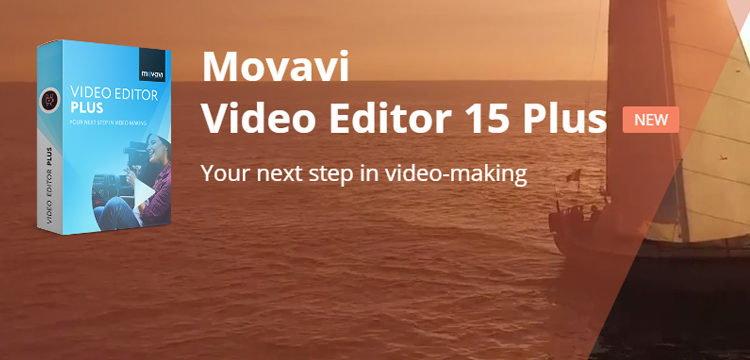 Movavi
Video Editor 15 Plus
NEW
Your next step in video-making
movavi
VIDEO EDITOR
PLUS
YOUR NEXT STEP IN VIDEO-MAKING
VIDEO EDITOR PLUS